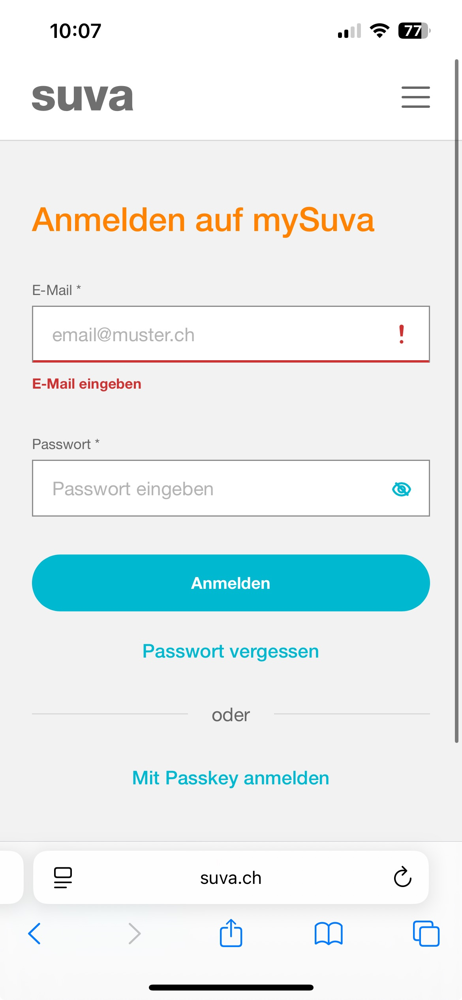 10:07
77
suva
Anmelden auf mySuva
E-Mail *
email@muster.ch
E-Mail eingeben
Passwort *
Passwort eingeben
Anmelden
Passwort vergessen
oder
Mit Passkey anmelden
suva.ch